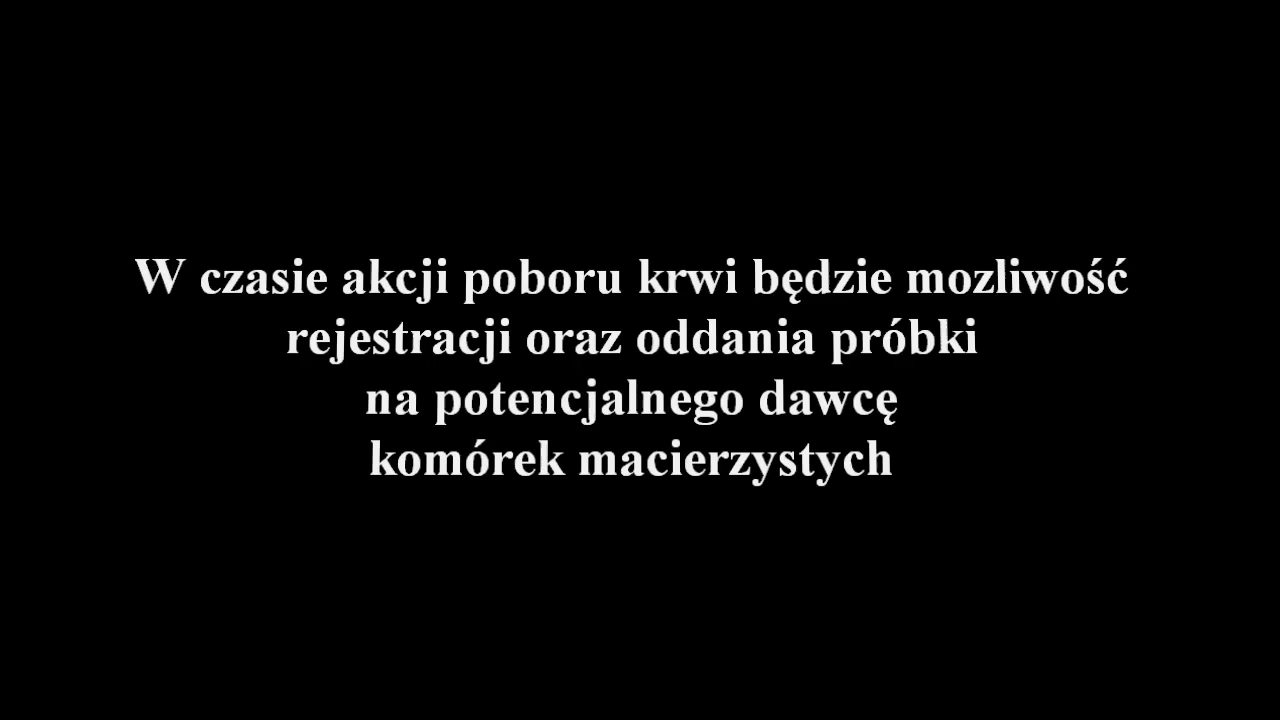 W czasie akcji poboru krwi będzie mozliwość
rejestracji oraz oddania próbki
na potencjalnego dawcę
komórek macierzystych